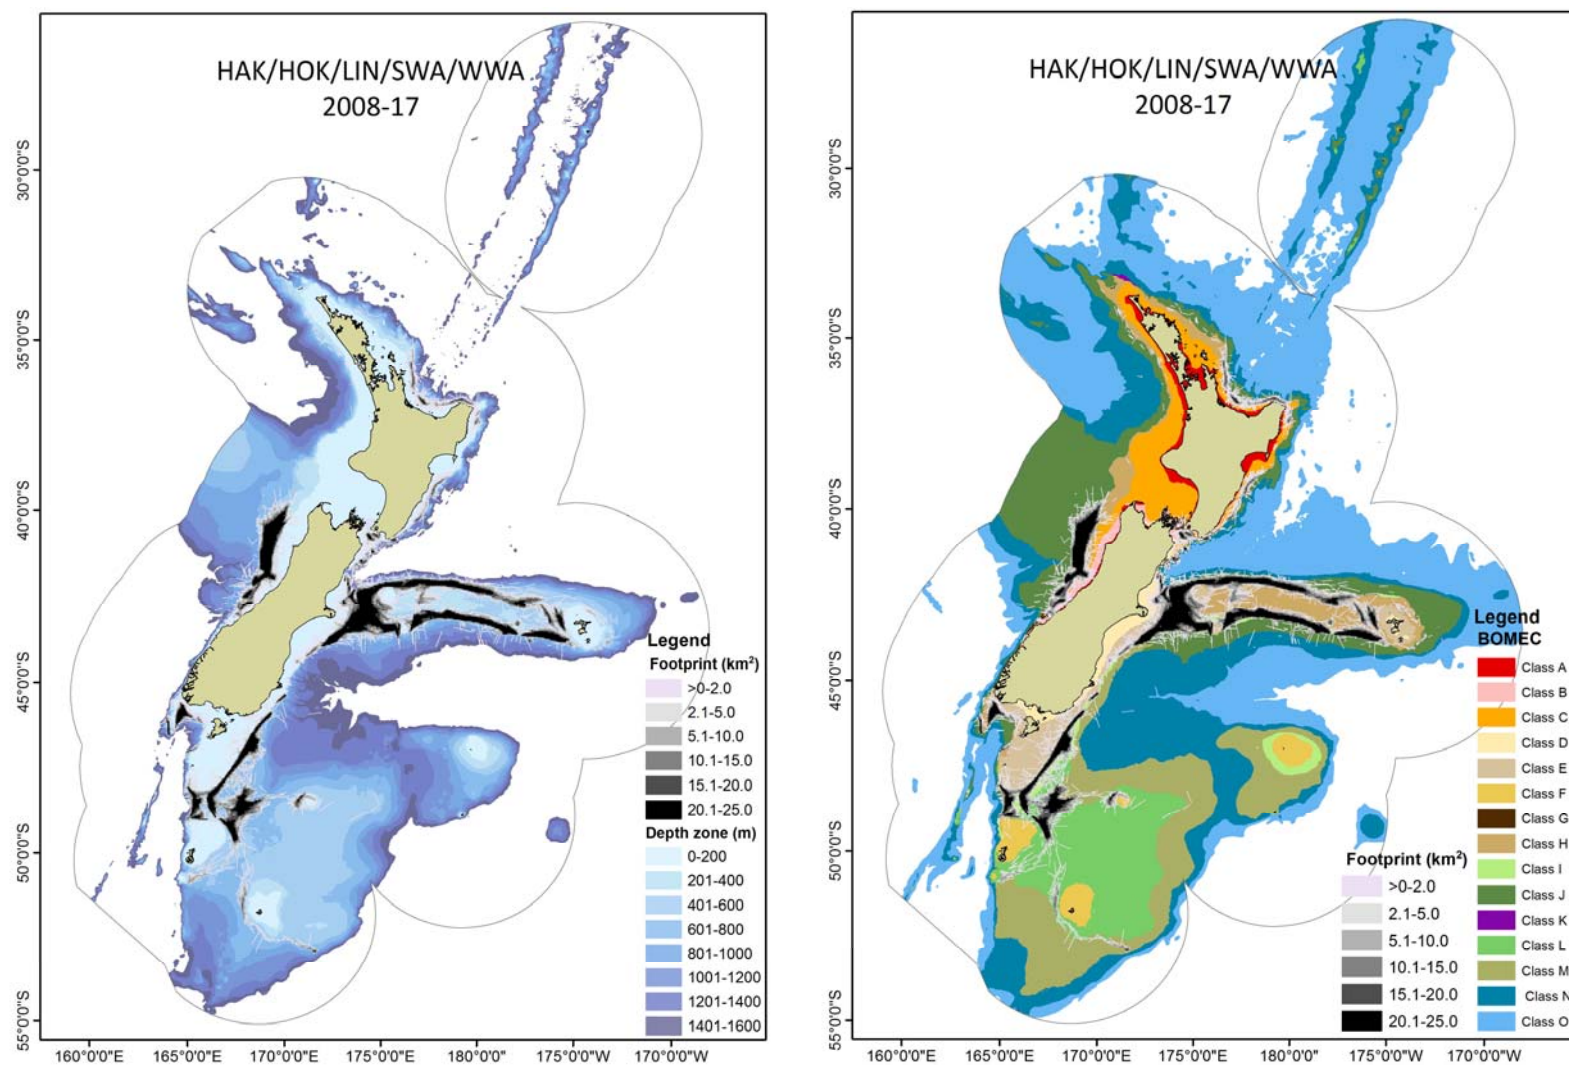 HAK/HOK/LIN/SWA/WWA
2008-17
30°0'0"S
35°0'0"S
40°0'0"S
45°0'0"S
50°0'0"S
55°0'0"S
Legend
Footprint (km²)
>0-2.0
2.1-5.0
5.1-10.0
10.1-15.0
15.1-20.0
20.1-25.0
Depth zone (m)
0-200
201-400
401-600
601-800
801-1000
1001-1200
1201-1400
1401-1600
160°0'0"E
165°0'0"E
170°0'0"E
175°0'0"E
180°0'0"
175°0'0"W
170°0'0"W
HAK/HOK/LIN/SWA/WWA
2008-17
30°0'0"S
35°0'0"S
40°0'0"S
45°0'0"S
50°0'0"S
55°0'0"S
Legend
BOMEC
Class A
Class B
Class C
Class D
Class E
Class F
Class G
Class H
Class I
Class J
Class K
Class L
Class M
Class N
Class O
Footprint (km²)
>0-2.0
2.1-5.0
5.1-10.0
10.1-15.0
15.1-20.0
20.1-25.0
160°0'0"E
165°0'0"E
170°0'0"E
175°0'0"E
180°0'0"
175°0'0"W
170°0'0"W